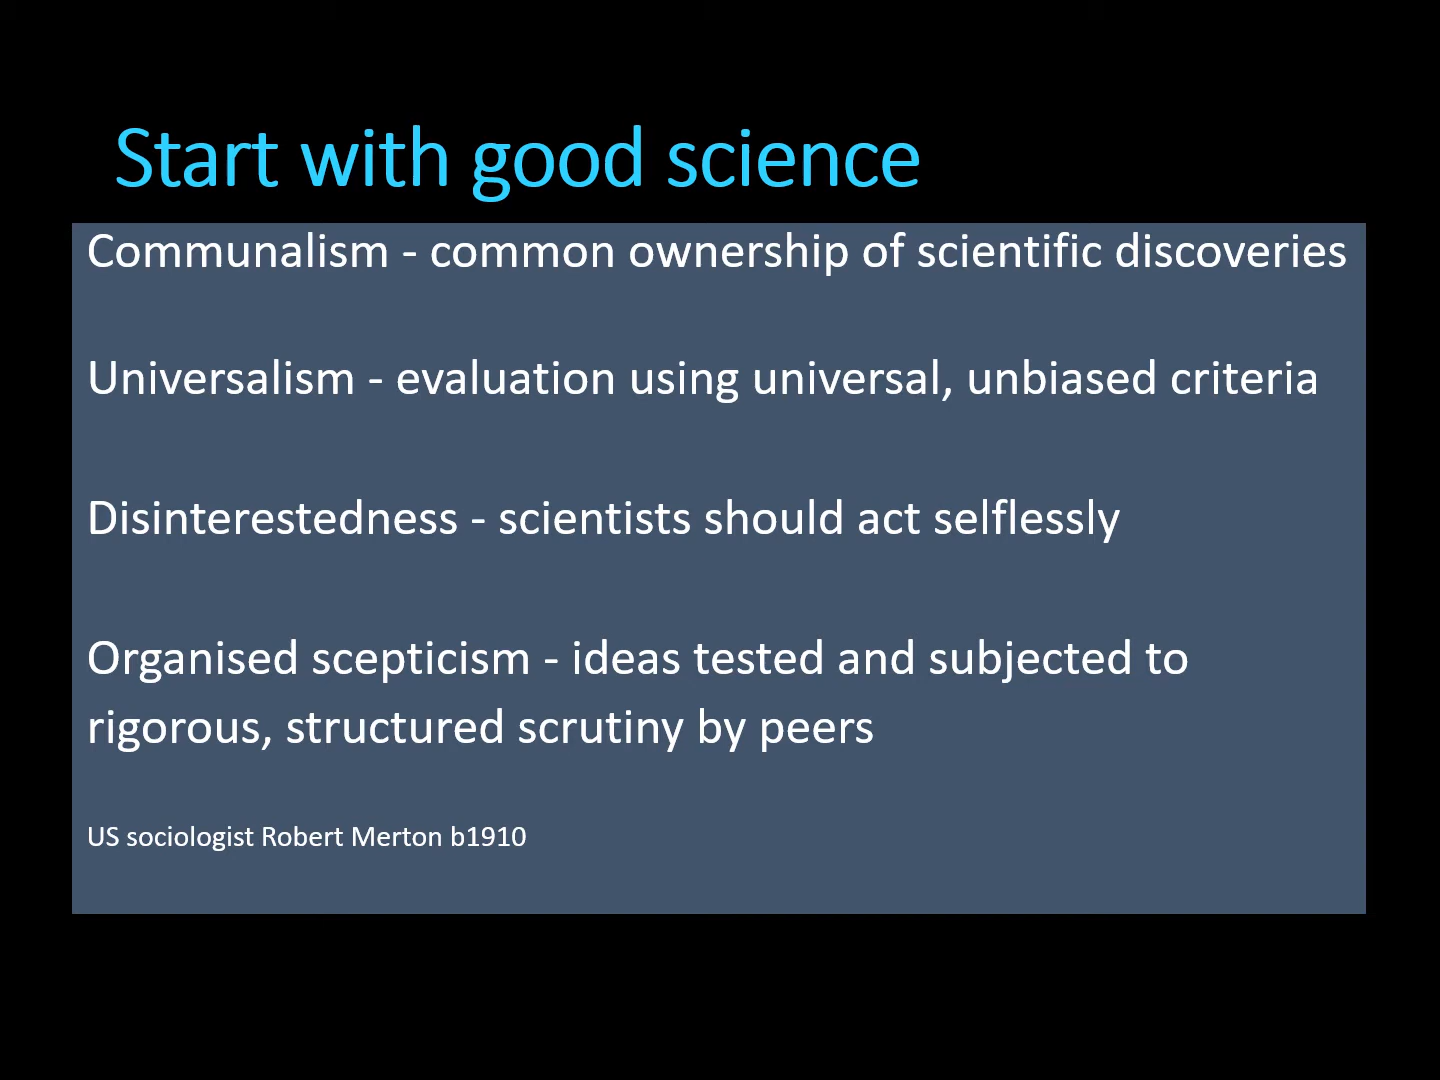 Start with good science
Communalism - common ownership of scientific discoveries
Universalism - evaluation using universal, unbiased criteria
Disinterestedness - scientists should act selflessly
Organised scepticism - ideas tested and subjected to
rigorous, structured scrutiny by peers
US sociologist Robert Merton b1910